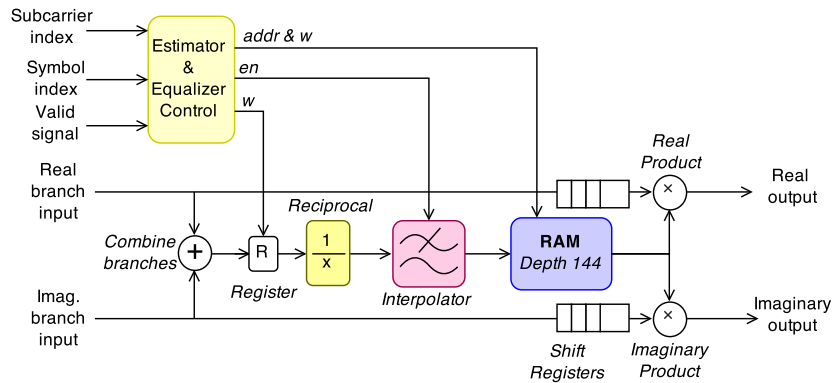 Subcarrier
index
Symbol
index
Valid
signal
Estimator
&
Equalizer
Control
addr & w
en
w
Real
branch
input
Real
Product
×
Real
output
Combine
branches
+
R
Register
Reciprocal
1
x
Interpolator
RAM
Depth 144
Imag.
branch
input
Shift
Registers
×
Imaginary
Product
Imaginary
output